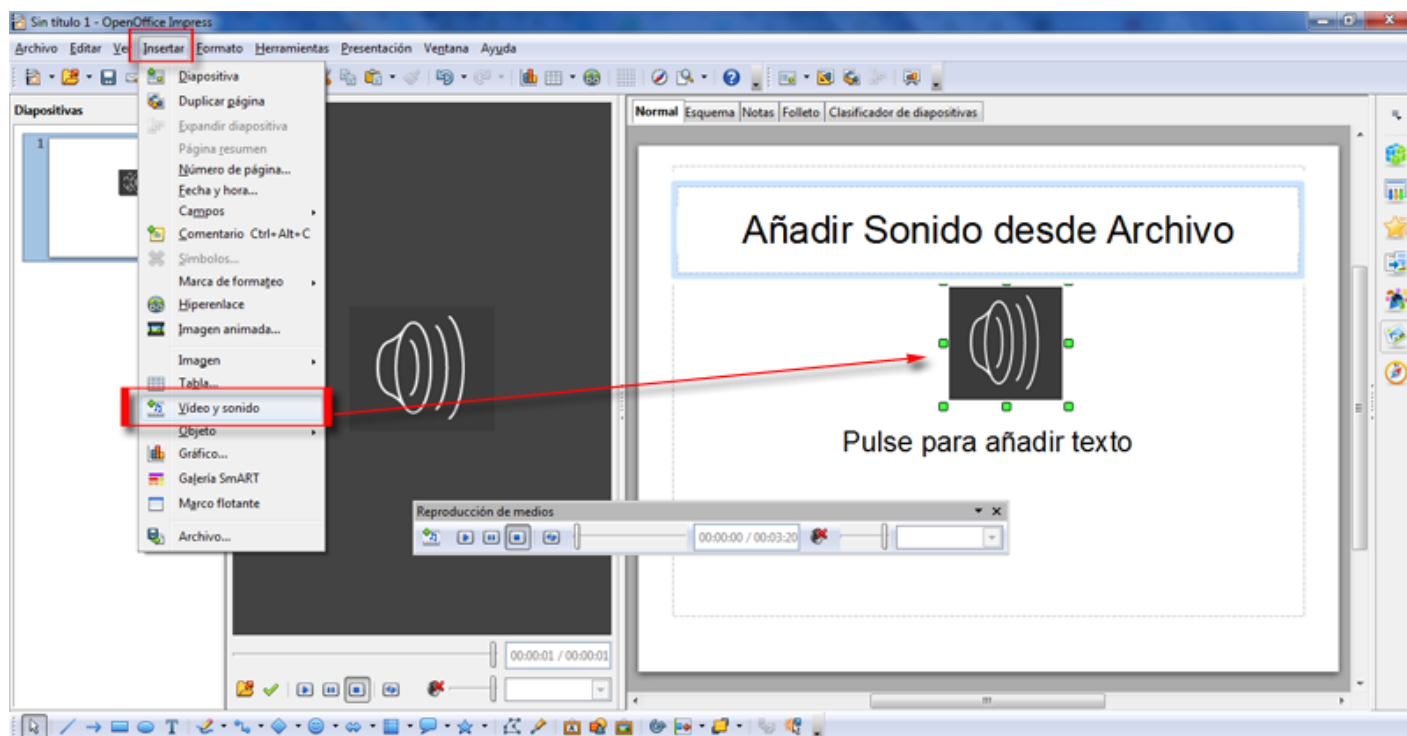 Sin título 1 - OpenOffice Impress
Archivo Editar Ver Insertar Formato Herramientas Presentación Ventana Ayuda
Diapositiva
Duplicar página
Expandir diapositiva
Página resumen
Número de página...
Fecha y hora...
Campos
Comentario Ctrl+Alt+C
Símbolos...
Marca de formateo
Hiperenlace
Imagen animada...
Imagen
Tabla...
Vídeo y sonido
Objeto
Gráfico...
Galería SmART
Marco flotante
Archivo...
Diapositivas
1
00:00:01 / 00:00:01
Normal Esquema Notas Folleto Clasificador de diapositivas
Añadir Sonido desde Archivo
Pulse para añadir texto
Reproducción de medios
00:00:00 / 00:03:20